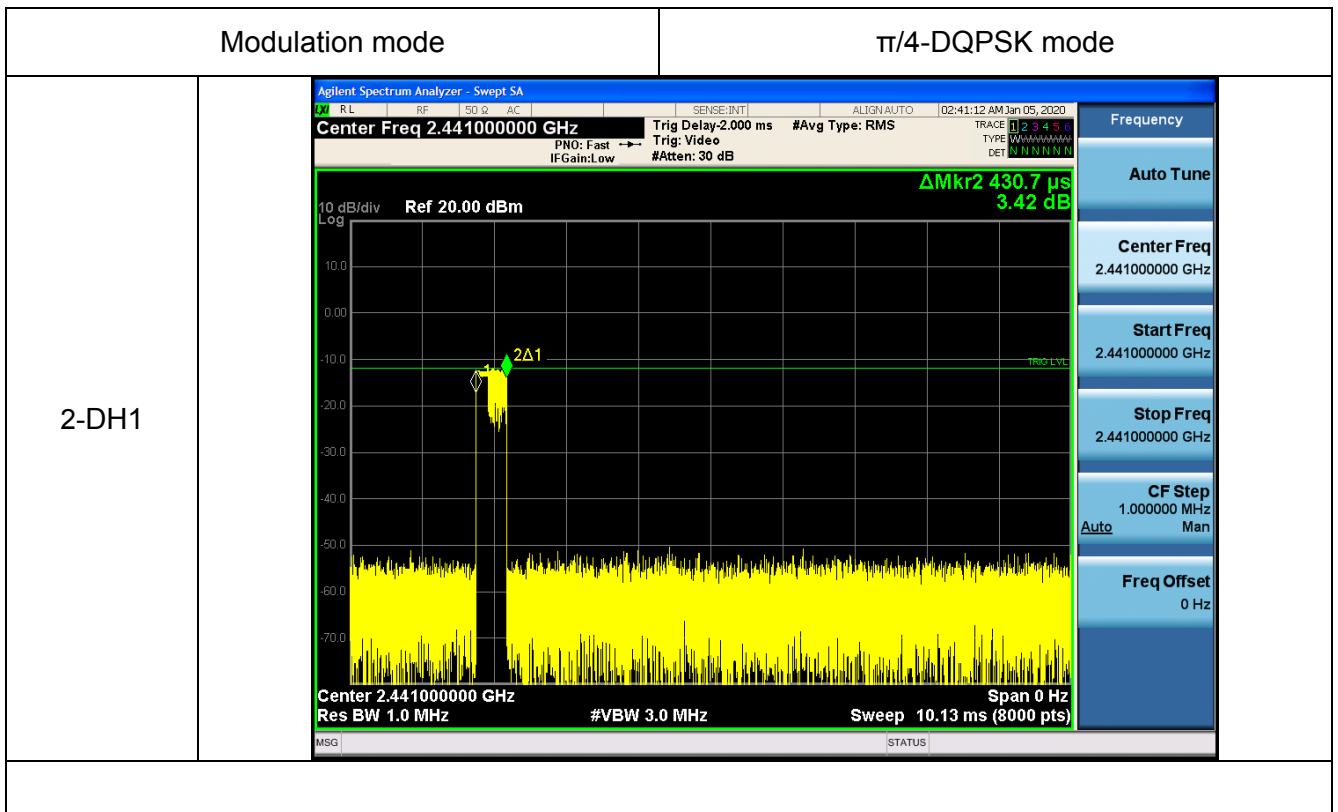 Modulation mode
π/4-DQPSK mode
2-DH1
Agilent Spectrum Analyzer - Swept SA
LXI RL RF 50 Ω AC SENSE:INT ALIGN AUTO 02:41:12 AM Jan 05, 2020
Center Freq 2.441000000 GHz
PNO: Fast
IFGain:Low
Trig Delay-2.000 ms #Avg Type: RMS
Trig: Video
#Atten: 30 dB
TRACE 1 2 3 4 5 6
TYPE WWWWWW
DET N N N N N N
ΔMkr2 430.7 µs
3.42 dB
10 dB/div Ref 20.00 dBm
Log
10.0
0.00
-10.0
-20.0
-30.0
-40.0
-50.0
-60.0
-70.0
1
2Δ1
TRIG LVL
Center 2.441000000 GHz Span 0 Hz
Res BW 1.0 MHz #VBW 3.0 MHz Sweep 10.13 ms (8000 pts)
MSG STATUS
Frequency
Auto Tune
Center Freq
2.441000000 GHz
Start Freq
2.441000000 GHz
Stop Freq
2.441000000 GHz
CF Step
1.000000 MHz
Auto Man
Freq Offset
0 Hz